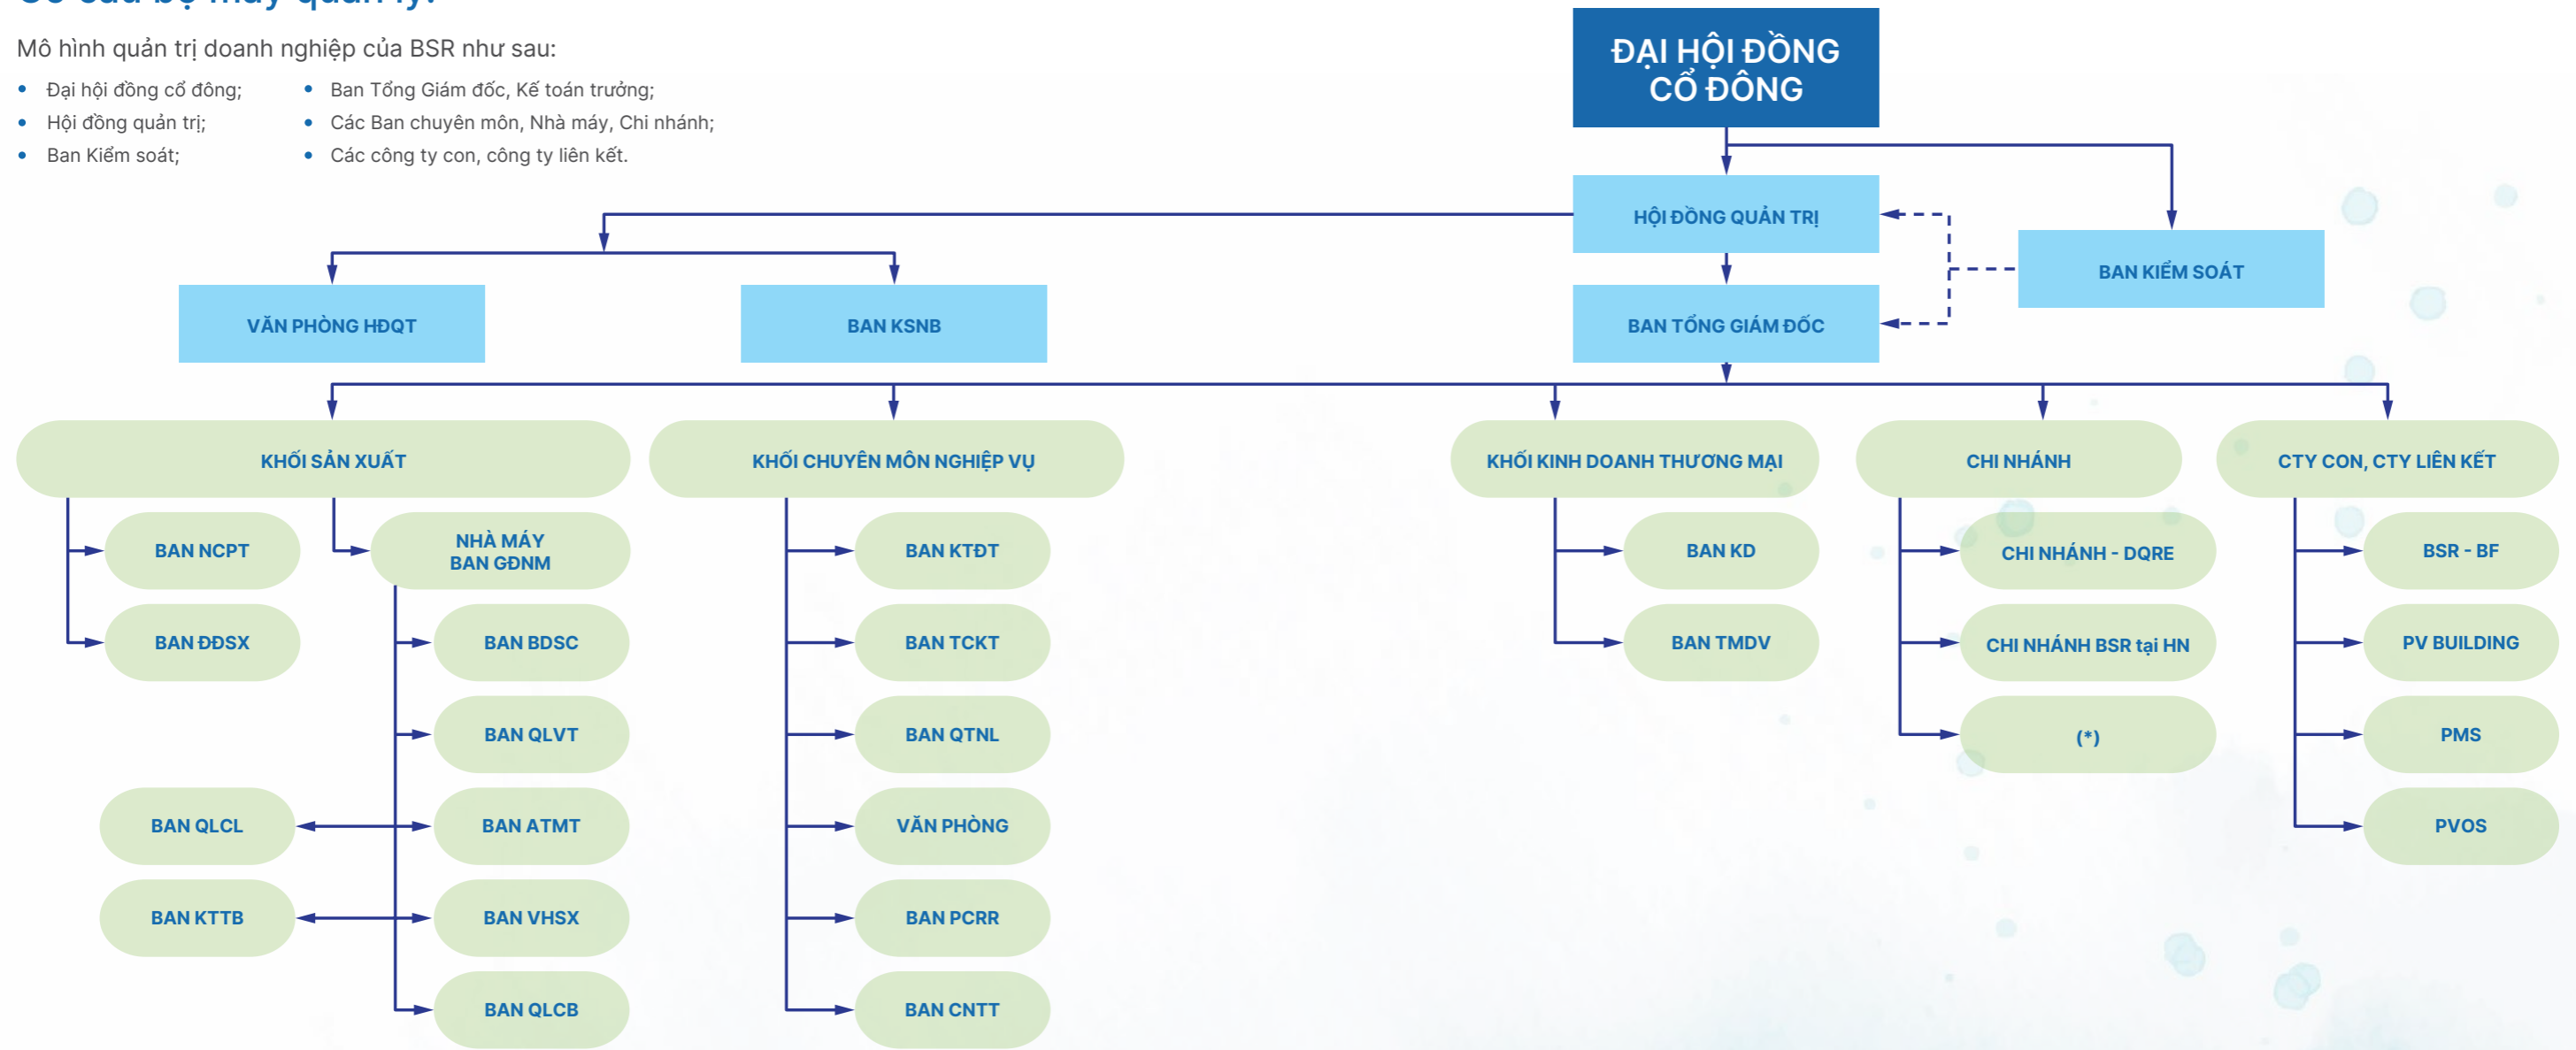 Cơ cấu bộ máy quản lý:
Mô hình quản trị doanh nghiệp của BSR như sau:
• Đại hội đồng cổ đông;
• Hội đồng quản trị;
• Ban Kiểm soát;
• Ban Tổng Giám đốc, Kế toán trưởng;
• Các Ban chuyên môn, Nhà máy, Chi nhánh;
• Các công ty con, công ty liên kết.
ĐẠI HỘI ĐỒNG
CỔ ĐÔNG
HỘI ĐỒNG QUẢN TRỊ
BAN KIỂM SOÁT
VĂN PHÒNG HĐQT
BAN KSNB
BAN TỔNG GIÁM ĐỐC
KHỐI SẢN XUẤT
KHỐI CHUYÊN MÔN NGHIỆP VỤ
KHỐI KINH DOANH THƯƠNG MẠI
CHI NHÁNH
CTY CON, CTY LIÊN KẾT
BAN NCPT
BAN ĐĐSX
NHÀ MÁY
BAN GĐNM
BAN BDSC
BAN QLVT
BAN QLCL
BAN ATMT
BAN KTTB
BAN VHSX
BAN QLCB
BAN KTĐT
BAN TCKT
BAN QTNL
VĂN PHÒNG
BAN PCRR
BAN CNTT
BAN KD
BAN TMDV
CHI NHÁNH - DQRE
CHI NHÁNH BSR tại HN
(*)
BSR - BF
PV BUILDING
PMS
PVOS